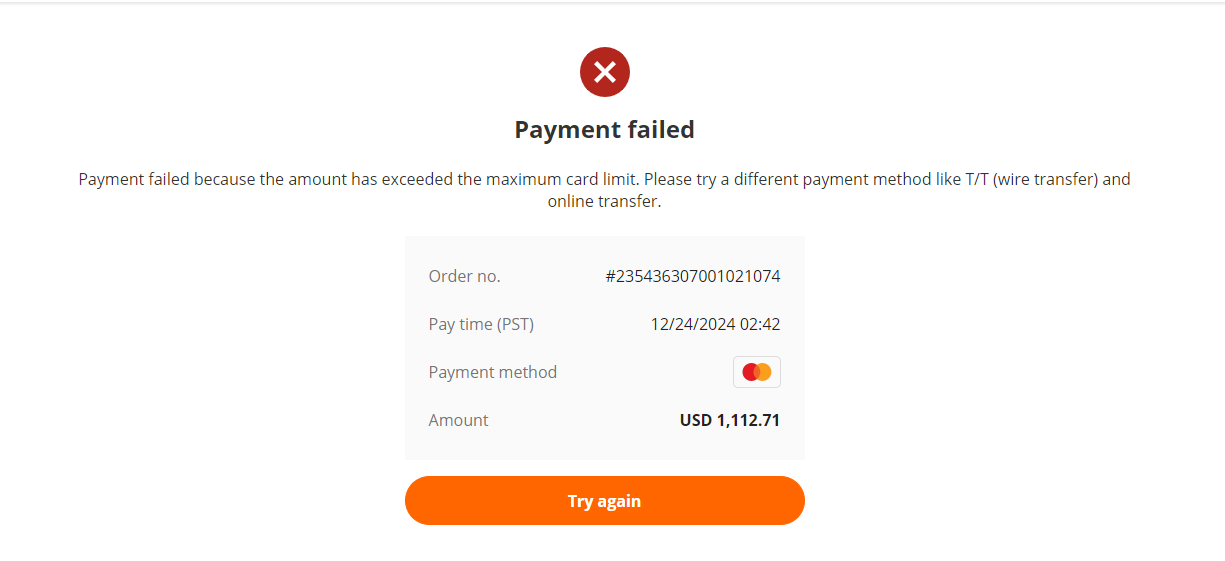 Payment failed
Payment failed because the amount has exceeded the maximum card limit. Please try a different payment method like T/T (wire transfer) and
online transfer.
Order no. #235436307001021074
Pay time (PST) 12/24/2024 02:42
Payment method
Amount USD 1,112.71
Try again